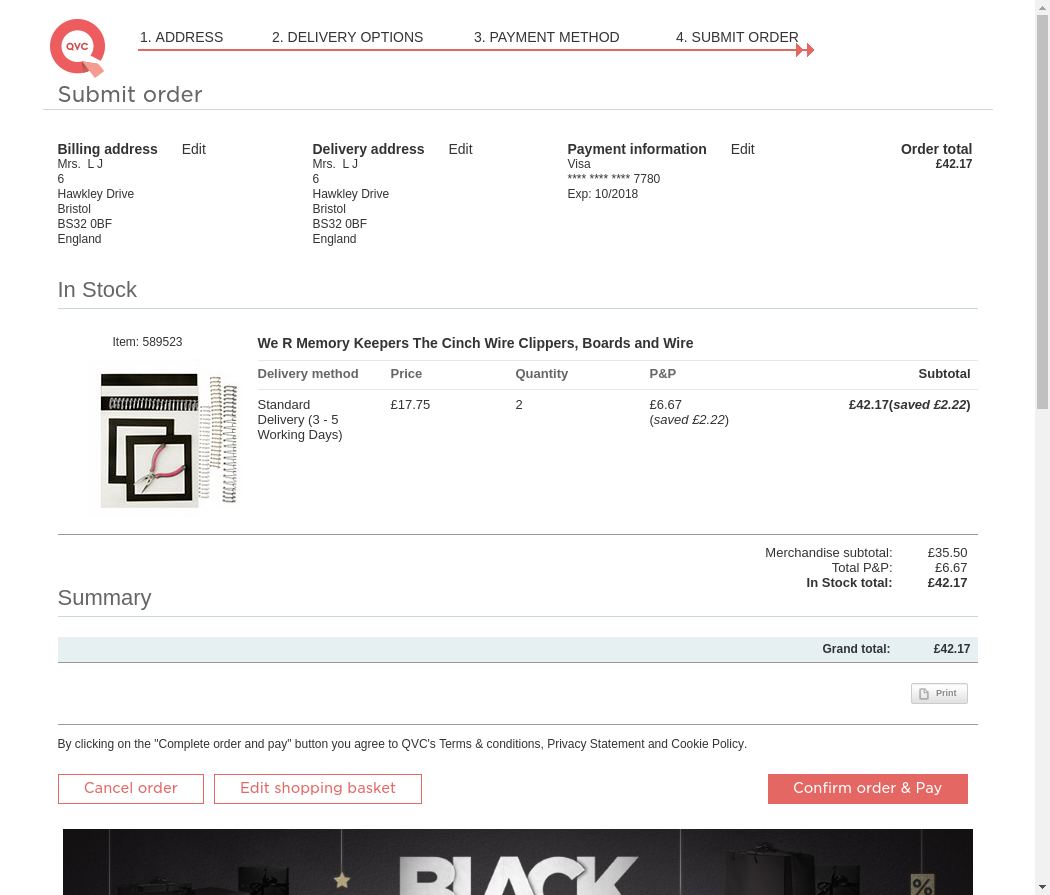 QVC
1. ADDRESS 2. DELIVERY OPTIONS 3. PAYMENT METHOD 4. SUBMIT ORDER
Submit order
Billing address Edit
Mrs. L J
6
Hawkley Drive
Bristol
BS32 0BF
England
Delivery address Edit
Mrs. L J
6
Hawkley Drive
Bristol
BS32 0BF
England
Payment information Edit
Visa
**** **** **** 7780
Exp: 10/2018
Order total
£42.17
In Stock
Item: 589523
We R Memory Keepers The Cinch Wire Clippers, Boards and Wire
Delivery method Price Quantity P&P Subtotal
Standard £17.75 2 £6.67 £42.17(saved £2.22)
Delivery (3 - 5 (saved £2.22)
Working Days)
Merchandise subtotal: £35.50
Total P&P: £6.67
In Stock total: £42.17
Summary
Grand total: £42.17
Print
By clicking on the "Complete order and pay" button you agree to QVC's Terms & conditions, Privacy Statement and Cookie Policy.
Cancel order Edit shopping basket Confirm order & Pay
BLACK
%